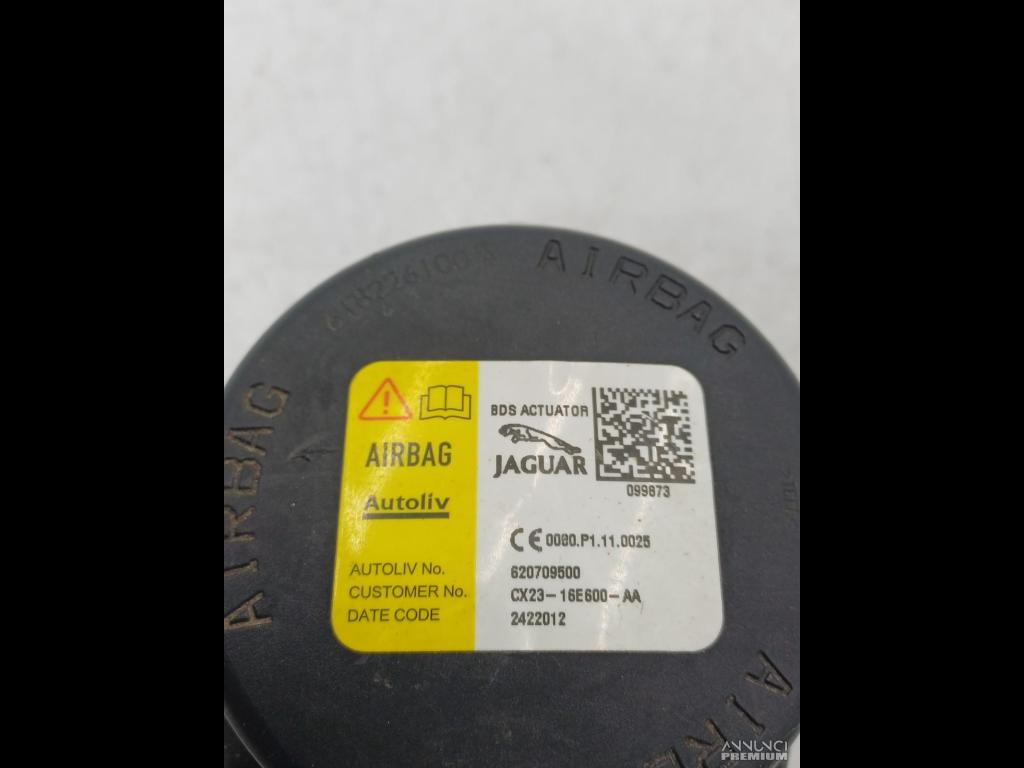 AIRBAG
AIRBAG
BDS ACTUATOR
AIRBAG
JAGUAR
099873
Autoliv
CE 0080.P1.11.0025
AUTOLIV No. 620709500
CUSTOMER No. CX23-16E600-AA
DATE CODE 2422012
ANNUNCI
PREMIUM